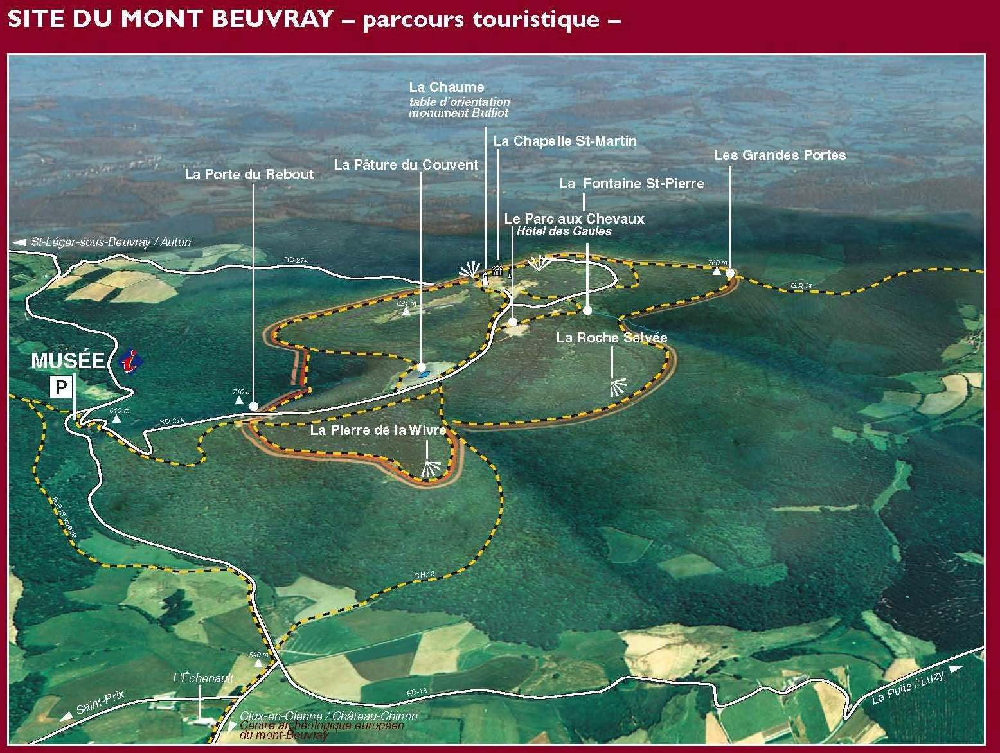 SITE DU MONT BEUVRAY – parcours touristique –
La Chaume
table d'orientation
monument Bulliot
La Chapelle St-Martin
Les Grandes Portes
La Pâture du Couvent
La Porte du Rebout
La Fontaine St-Pierre
Le Parc aux Chevaux
Hôtel des Gaules
St-Léger-sous-Beuvray / Autun
RD-274
760 m
G.R.13
821 m
La Roche Salvée
MUSÉE
i
P
710 m
610 m
RD-274
La Pierre de la Wivre
G.R.13 variante
G.R.13
540 m
L'Échenault
RD-18
Le Puits / Luzy
Saint-Prix
Glux-en-Glenne / Château-Chinon
Centre archéologique européen
du mont-Beuvray